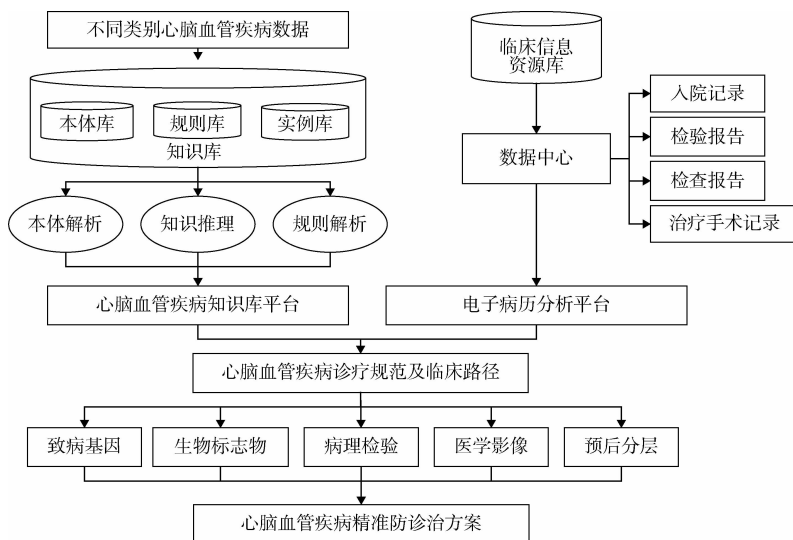 不同类别心脑血管疾病数据
本体库
规则库
实例库
知识库
本体解析
知识推理
规则解析
心脑血管疾病知识库平台
临床信息
资源库
数据中心
入院记录
检验报告
检查报告
治疗手术记录
电子病历分析平台
心脑血管疾病诊疗规范及临床路径
致病基因
生物标志物
病理检验
医学影像
预后分层
心脑血管疾病精准防诊治方案